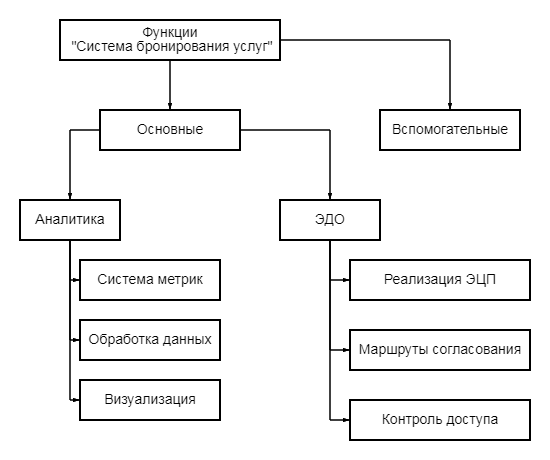 Функции
"Система бронирования услуг"
Основные
Вспомогательные
Аналитика
ЭДО
Система метрик
Реализация ЭЦП
Обработка данных
Маршруты согласования
Визуализация
Контроль доступа